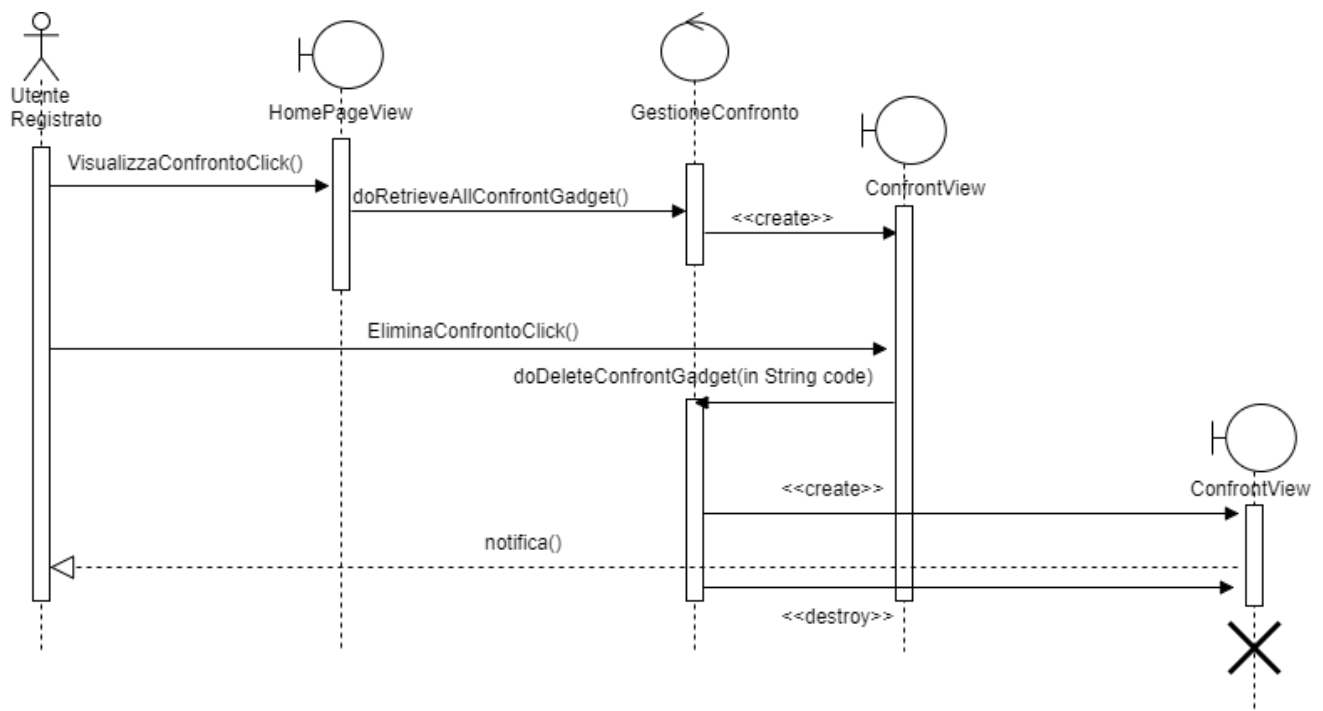 Utente
Registrato
HomePageView
GestioneConfronto
ConfrontView
VisualizzaConfrontoClick()
doRetrieveAllConfrontGadget()
<<create>>
EliminaConfrontoClick()
doDeleteConfrontGadget(in String code)
ConfrontView
<<create>>
notifica()
<<destroy>>